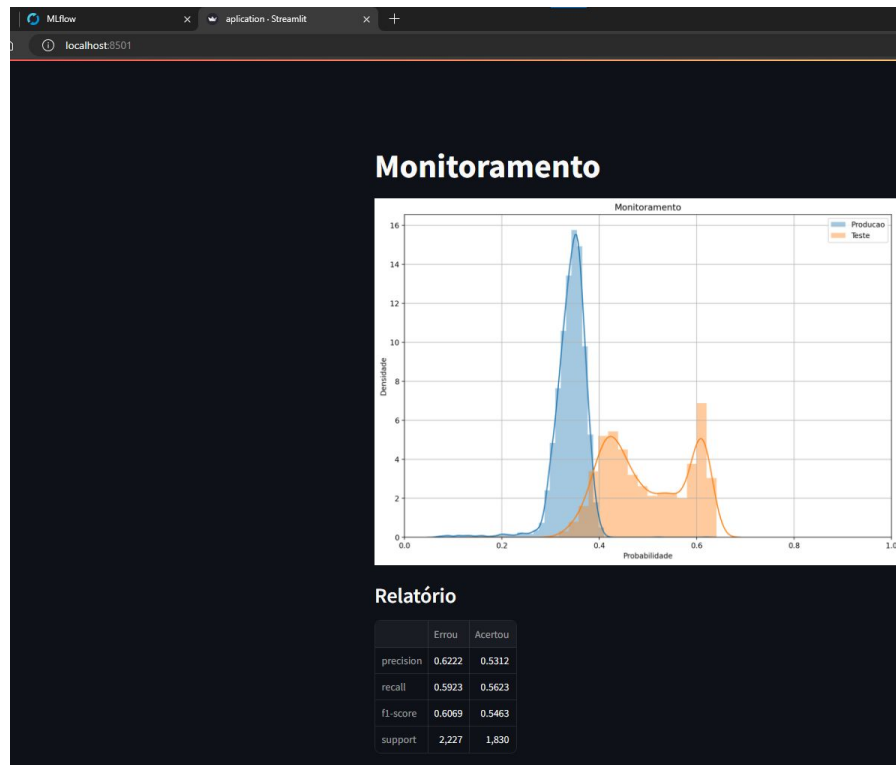 MLflow
aplication · Streamlit
localhost:8501
Monitoramento
Monitoramento
Producao
Teste
16
14
12
10
8
6
4
2
0
Densidade
0.0 0.2 0.4 0.6 0.8 1.0
Probabilidade
Relatório
Errou Acertou
precision 0.6222 0.5312
recall 0.5923 0.5623
f1-score 0.6069 0.5463
support 2,227 1,830